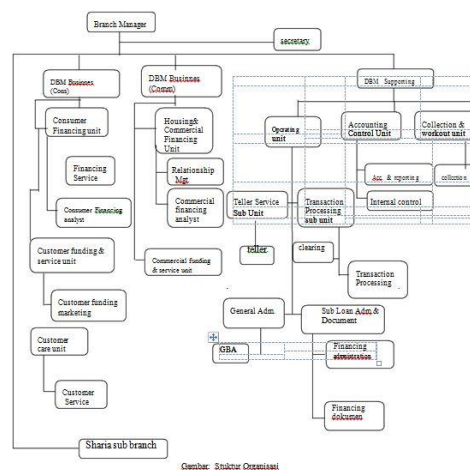 Branch Manager
secretary
DBM Businnes
(Cons)
DBM Businnes
(Comm)
DBM Supporting
Consumer
Financing unit
Housing&
Commercial
Financing
Unit
Operating
unit
Accounting
Control Unit
Collection &
workout unit
Financing
Service
Relationship
Mgt.
Acc. & reporting
collection
Consumer Financing
analyst
Commercial
financing
analyst
Teller Service
Sub Unit
Transaction
Processing
sub unit
Internal control
Customer funding &
service unit
Commercial funding
& service unit
teller
clearing
Transaction
Processing
Customer funding
marketing
General Adm.
Sub Loan Adm &
Document
Customer
care unit
GBA
Financing
administration
Customer
Service
Financing
dokumen
Sharia sub branch
Gambar: Stuktur Organisasi